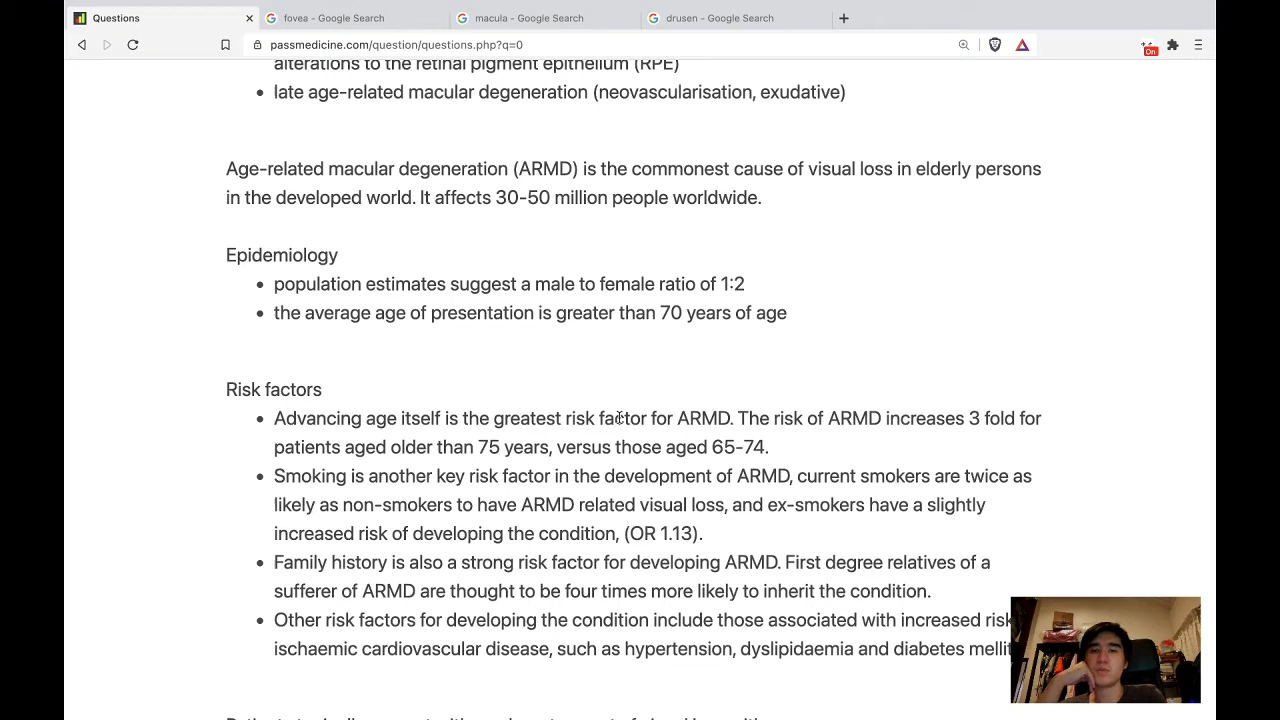 Questions
fovea - Google Search
macula - Google Search
drusen - Google Search
passmedicine.com/question/questions.php?q=0
On
alterations to the retinal pigment epithelium (RPE)
• late age-related macular degeneration (neovascularisation, exudative)
Age-related macular degeneration (ARMD) is the commonest cause of visual loss in elderly persons
in the developed world. It affects 30-50 million people worldwide.
Epidemiology
• population estimates suggest a male to female ratio of 1:2
• the average age of presentation is greater than 70 years of age
Risk factors
• Advancing age itself is the greatest risk factor for ARMD. The risk of ARMD increases 3 fold for
patients aged older than 75 years, versus those aged 65-74.
• Smoking is another key risk factor in the development of ARMD, current smokers are twice as
likely as non-smokers to have ARMD related visual loss, and ex-smokers have a slightly
increased risk of developing the condition, (OR 1.13).
• Family history is also a strong risk factor for developing ARMD. First degree relatives of a
sufferer of ARMD are thought to be four times more likely to inherit the condition.
• Other risk factors for developing the condition include those associated with increased risk
ischaemic cardiovascular disease, such as hypertension, dyslipidaemia and diabetes mellit